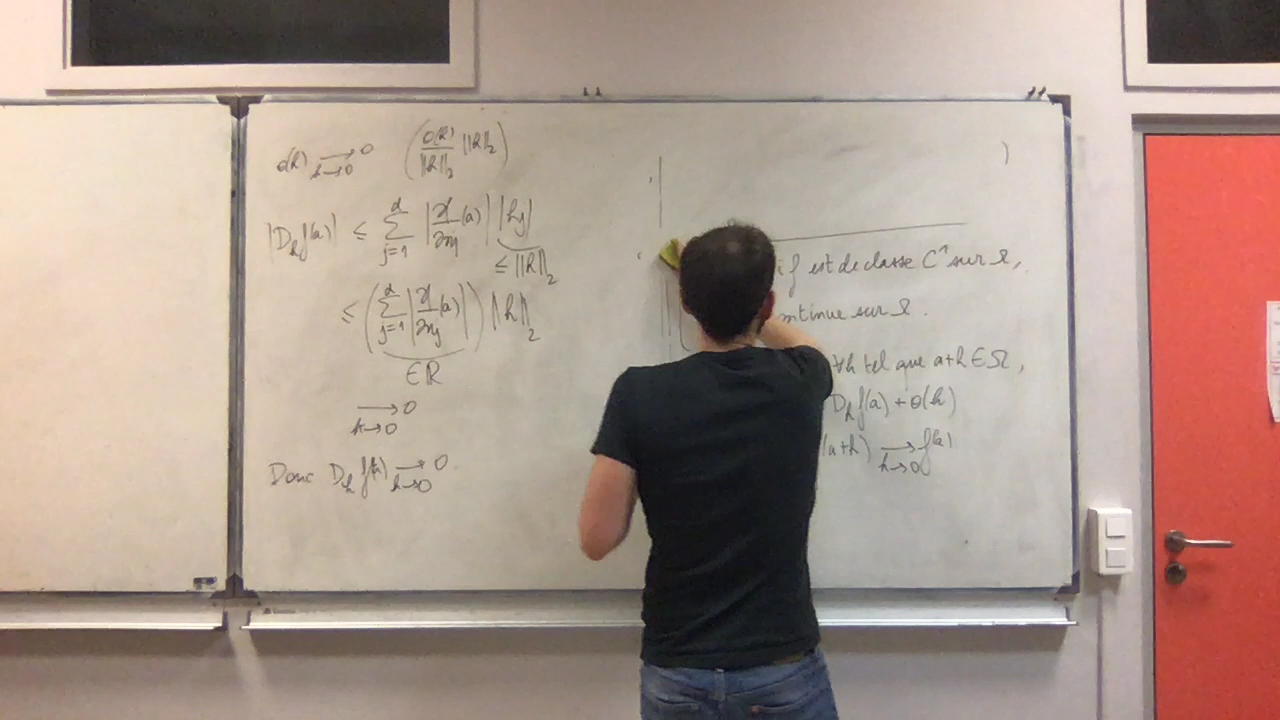 o(h) ⟶ 0 (o(h)/‖h‖₂ ‖h‖₂)
h→0
|D_h f(a)| ≤ Σ_{j=1}^{d} |∂f/∂x_j (a)| |h_j|
≤ ‖h‖₂
≤ (Σ_{j=1}^{d} |∂f/∂x_j (a)|) ‖h‖₂
∈ ℝ
⟶ 0
h→0
Donc D_h f(h) ⟶ 0
h→0
)
i f est de classe C¹ sur Ω,
ntinue sur Ω.
∀h tel que a+h ∈ Ω,
D_h f(a) + o(h)
(a+h) ⟶ f(a)
h→0